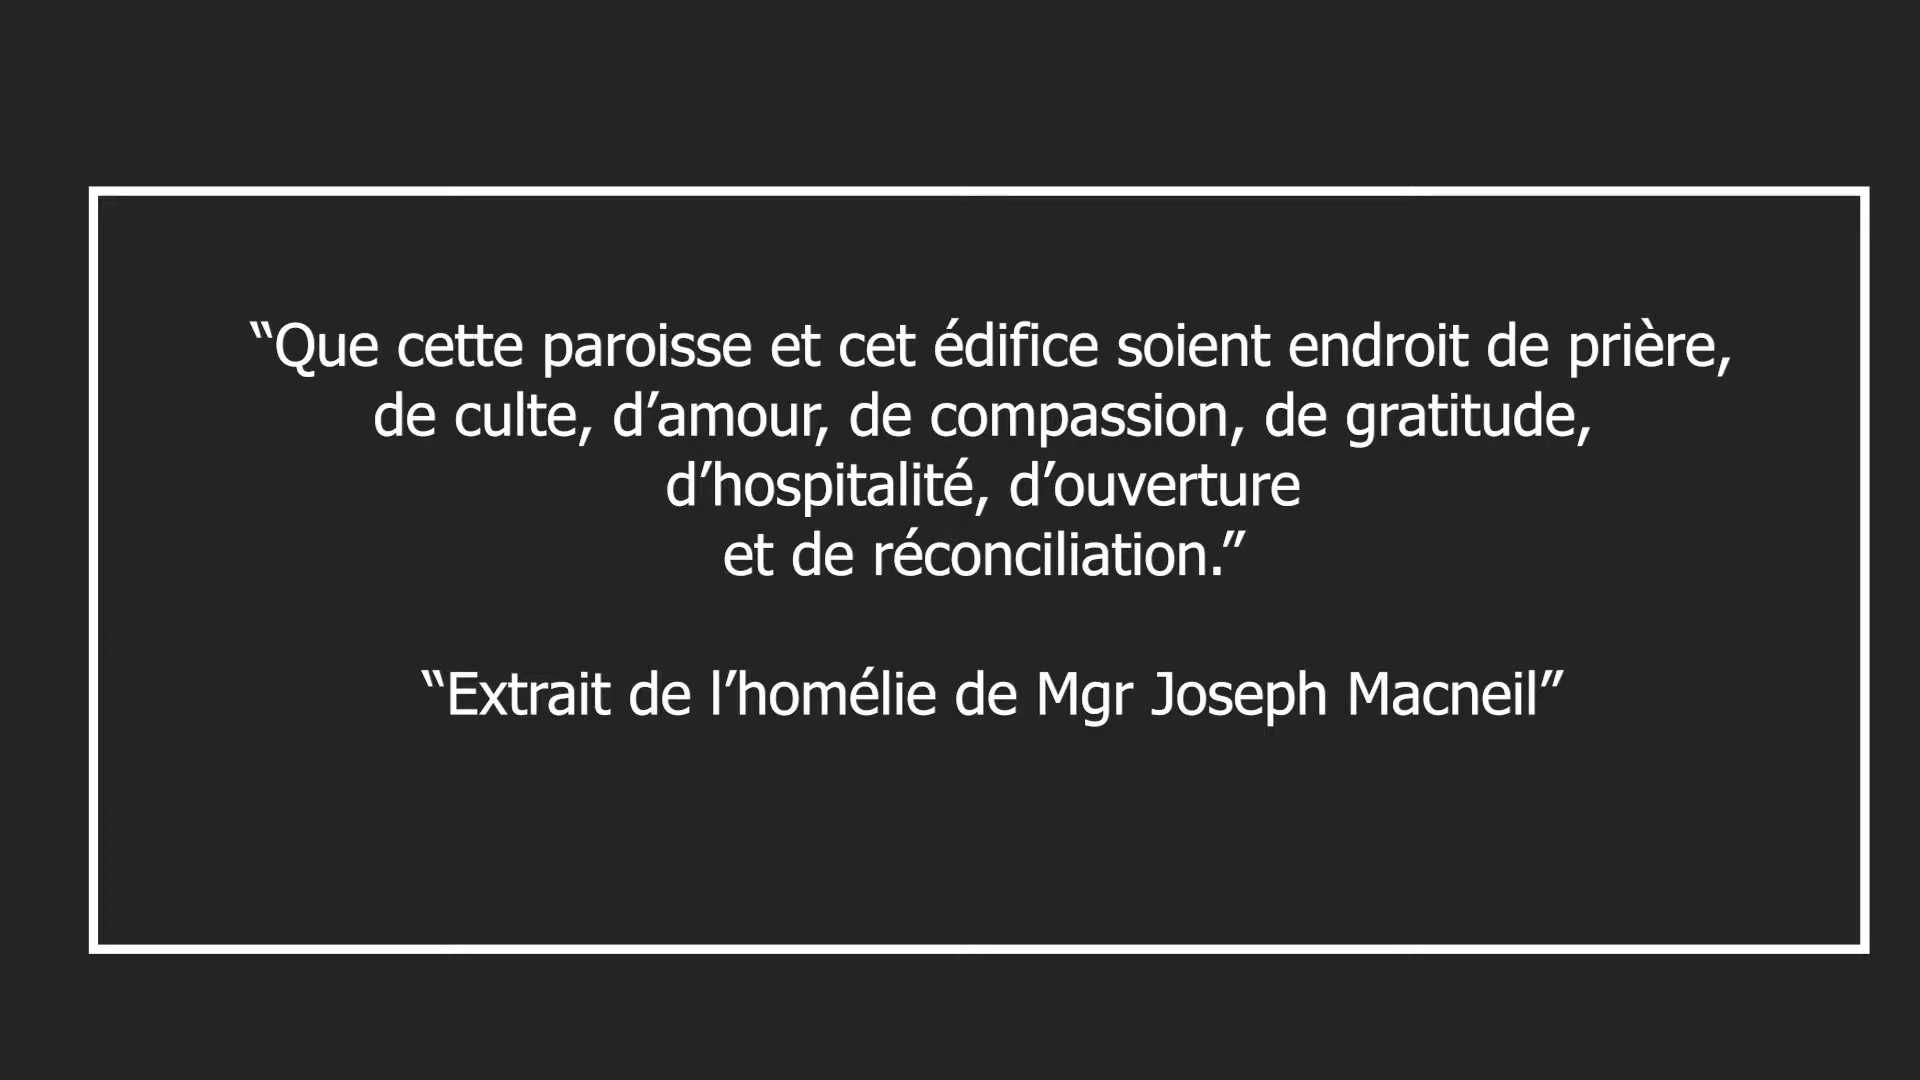 “Que cette paroisse et cet édifice soient endroit de prière,
de culte, d’amour, de compassion, de gratitude,
d’hospitalité, d’ouverture
et de réconciliation.”
“Extrait de l’homélie de Mgr Joseph Macneil”